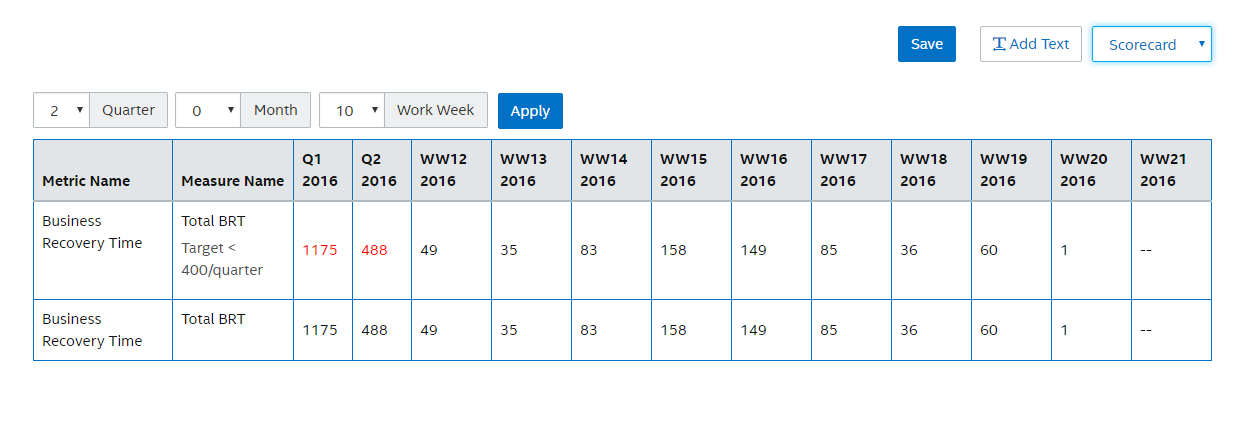 Save Add Text Scorecard
2 Quarter 0 Month 10 Work Week Apply
Metric Name Measure Name Q1 2016 Q2 2016 WW12 2016 WW13 2016 WW14 2016 WW15 2016 WW16 2016 WW17 2016 WW18 2016 WW19 2016 WW20 2016 WW21 2016
Business Recovery Time Total BRT Target < 400/quarter 1175 488 49 35 83 158 149 85 36 60 1 --
Business Recovery Time Total BRT 1175 488 49 35 83 158 149 85 36 60 1 --